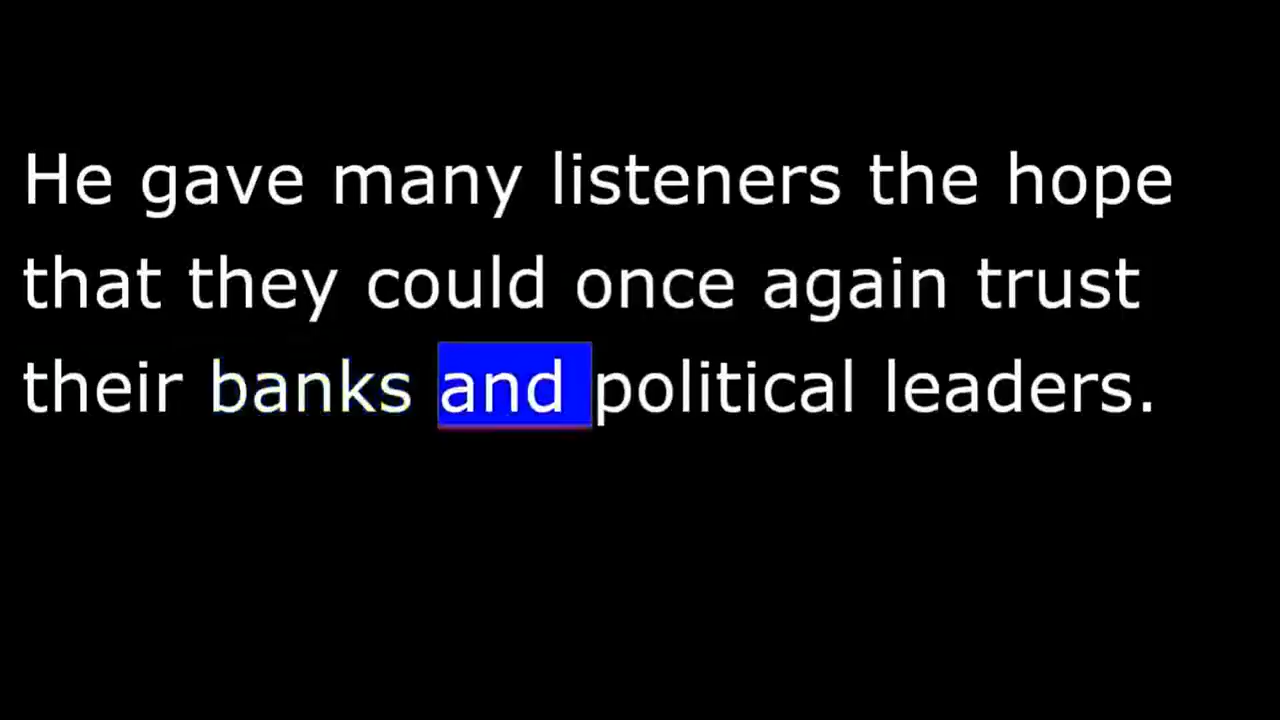 He gave many listeners the hope
that they could once again trust
their banks and political leaders.